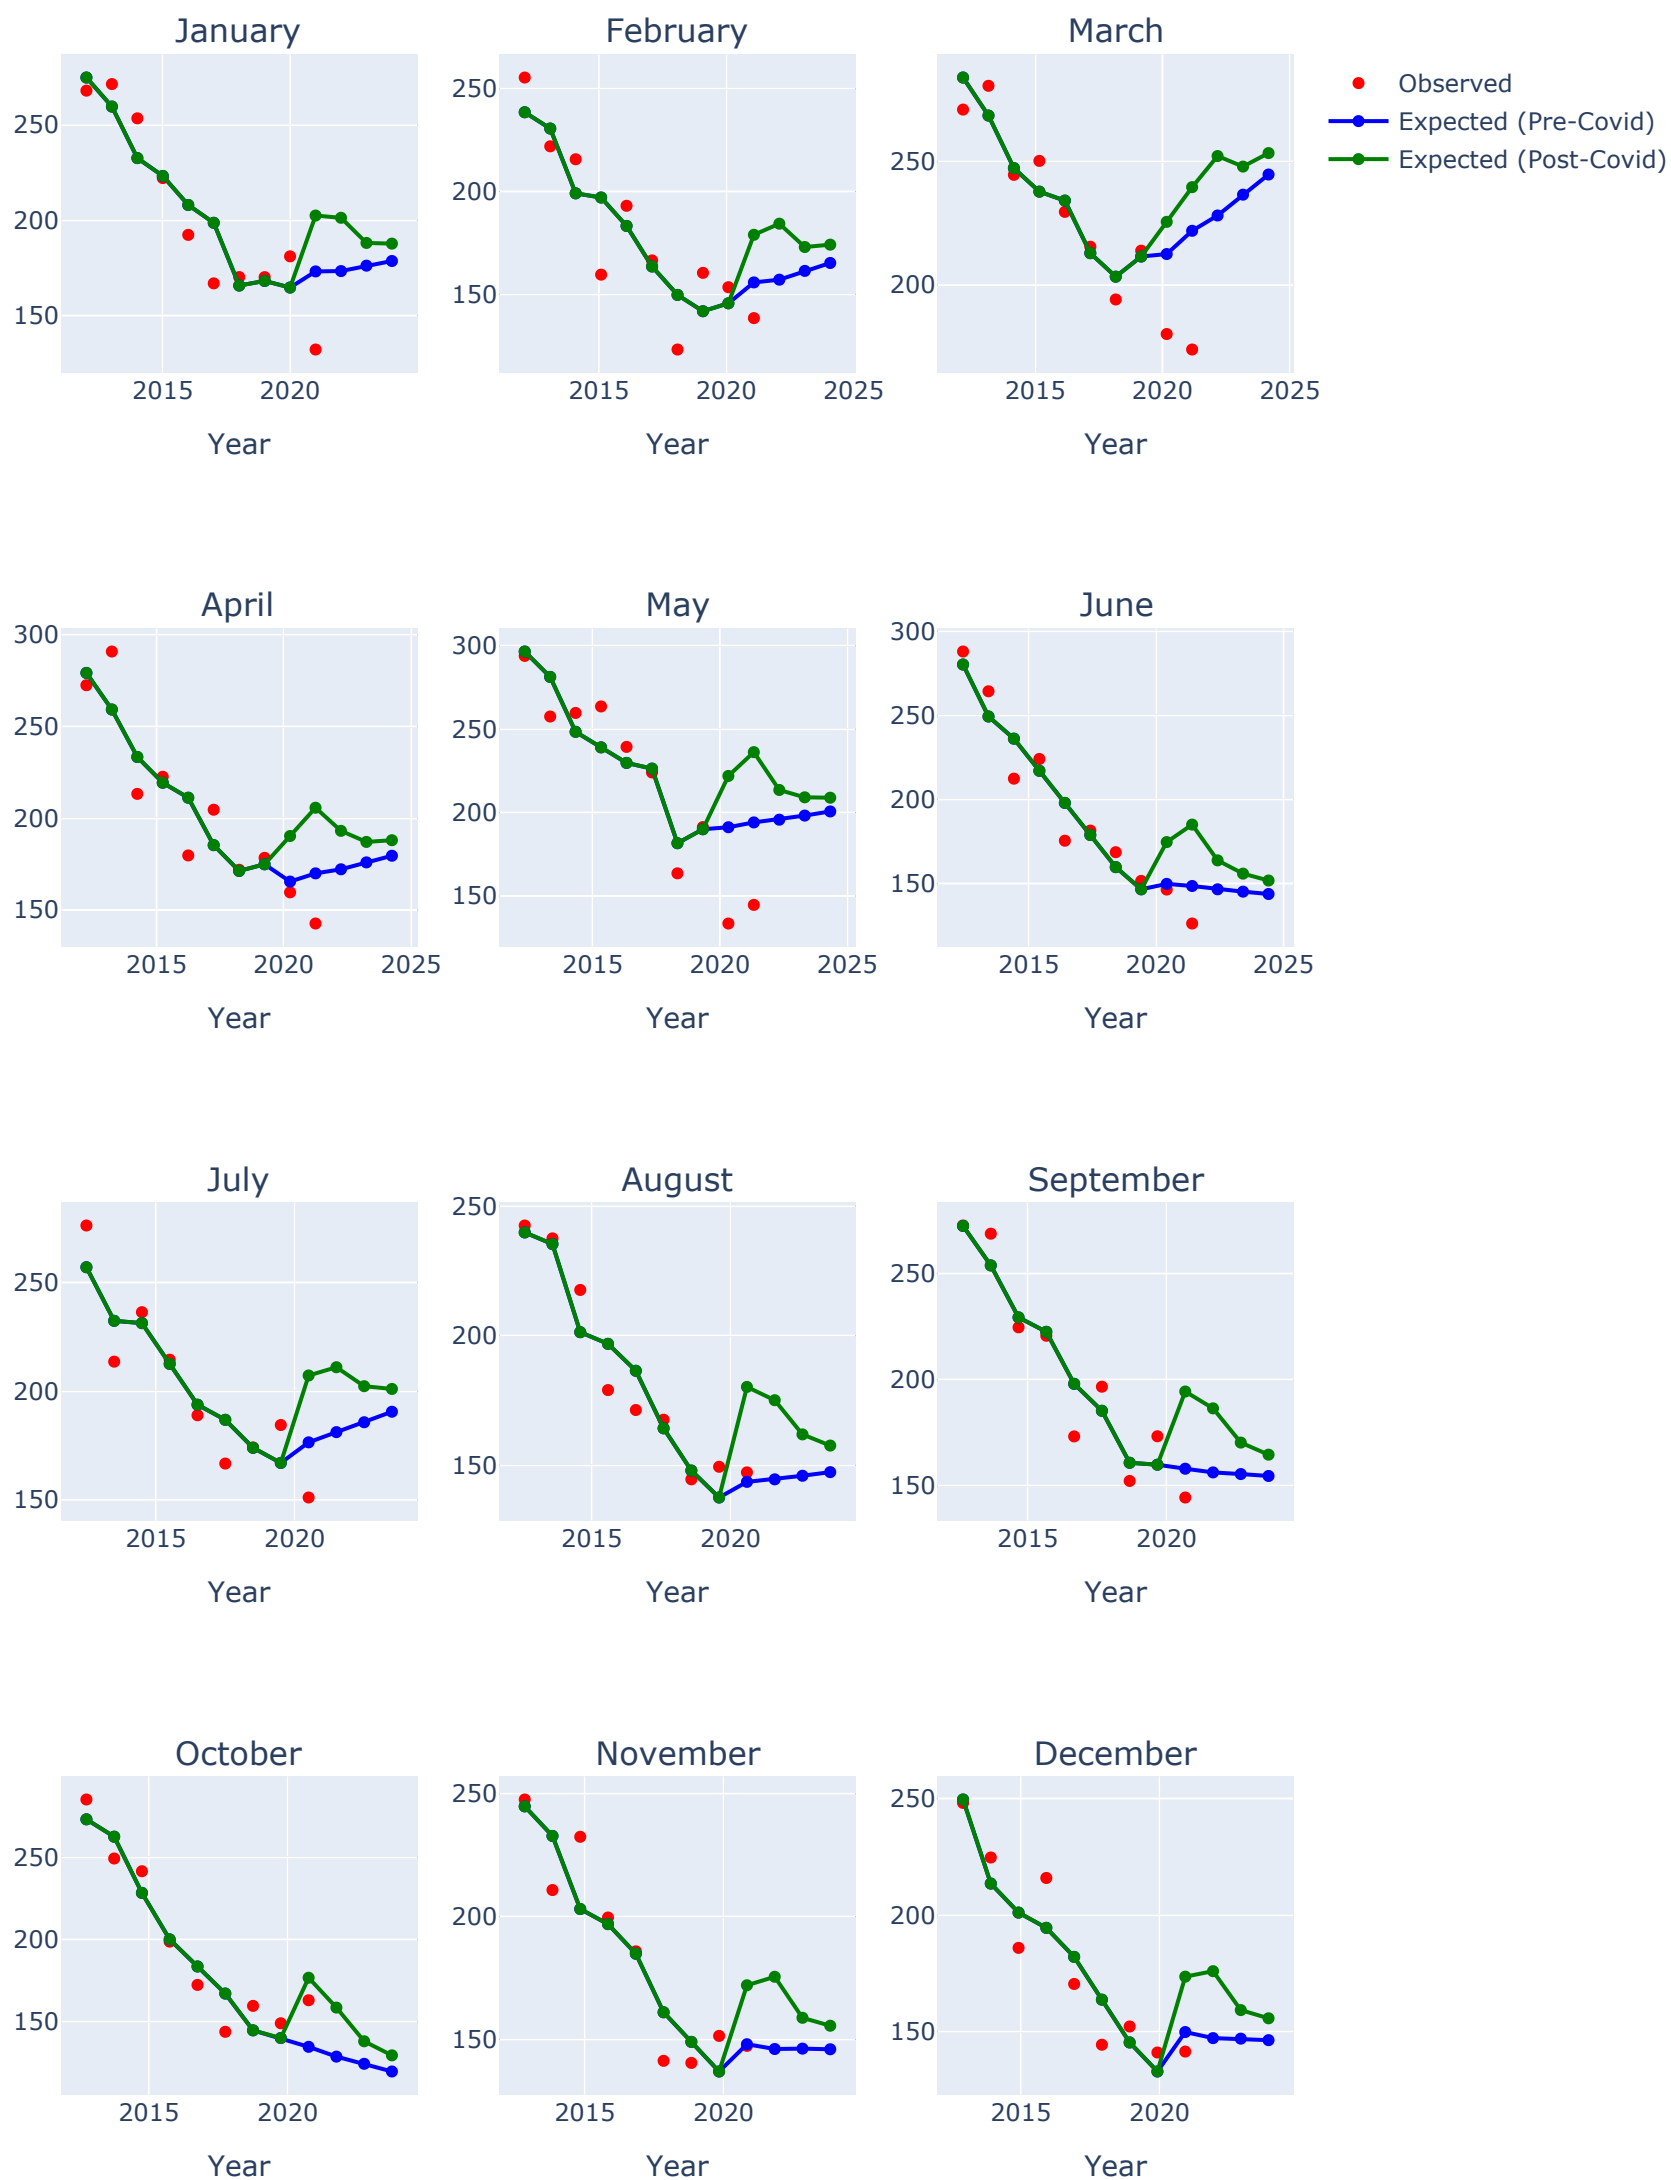 January February March
Observed
Expected (Pre-Covid)
Expected (Post-Covid)
250
200
150
2015 2020
Year
250
200
150
2015 2020 2025
Year
250
200
2015 2020 2025
Year
April May June
300
250
200
150
2015 2020 2025
Year
300
250
200
150
2015 2020 2025
Year
300
250
200
150
2015 2020 2025
Year
July August September
250
200
150
2015 2020
Year
250
200
150
2015 2020
Year
250
200
150
2015 2020
Year
October November December
250
200
150
2015 2020
Year
250
200
150
2015 2020
Year
250
200
150
2015 2020
Year